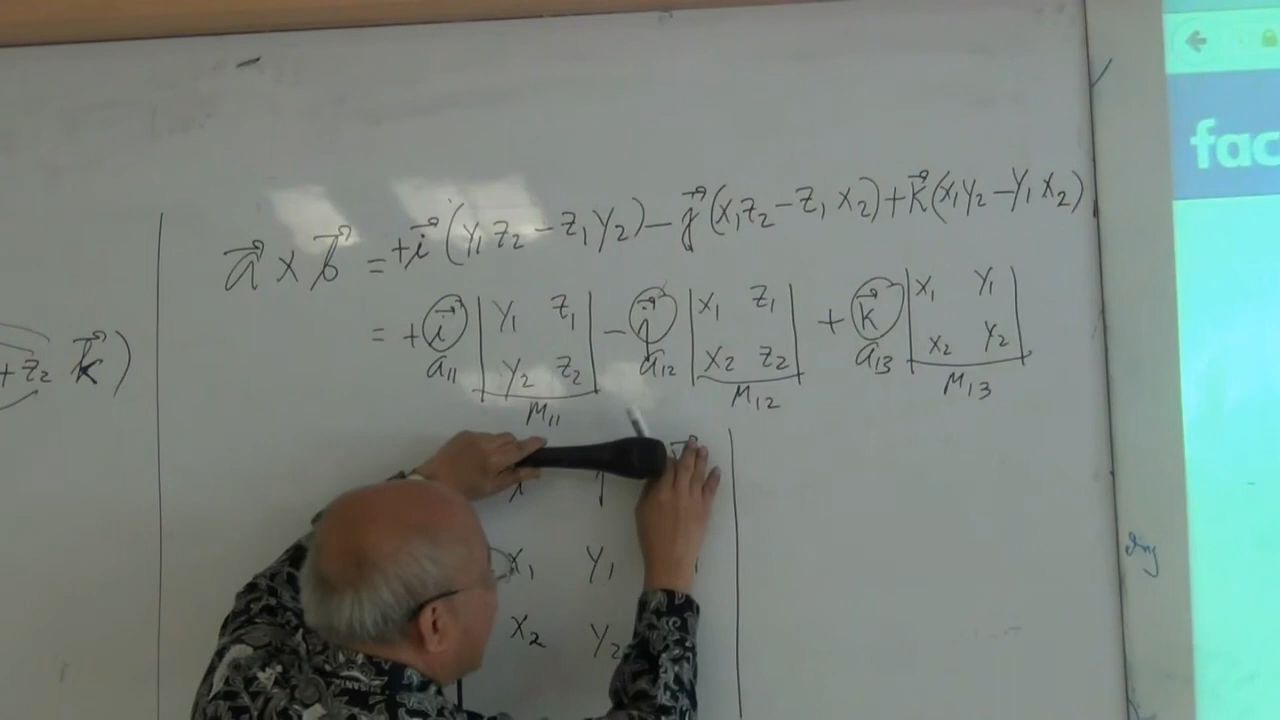 a⃗ × b⃗ = +i⃗ (y₁z₂ − z₁y₂) − j⃗ (x₁z₂ − z₁x₂) + k⃗ (x₁y₂ − y₁x₂)
+z₂ k⃗)
= + i⃗ | y₁ z₁ | − j⃗ | x₁ z₁ | + k⃗ | x₁ y₁ |
a₁₁ | y₂ z₂ | a₁₂ | x₂ z₂ | a₁₃ | x₂ y₂ |
M₁₁ M₁₂ M₁₃
x₁ y₁
x₂ y₂
fac